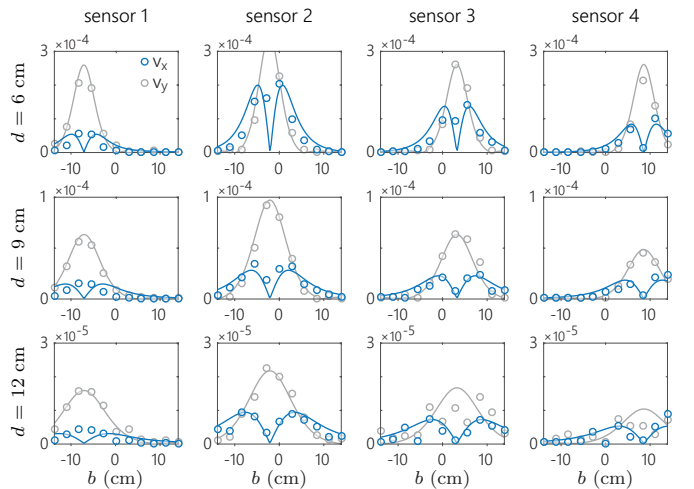 sensor 1 sensor 2 sensor 3 sensor 4
×10⁻⁴ ×10⁻⁴ ×10⁻⁴ ×10⁻⁴
d = 6 cm 3 3 3 3
vₓ
v_y
0 0 0 0
-10 0 10 -10 0 10 -10 0 10 -10 0 10
×10⁻⁴ ×10⁻⁴ ×10⁻⁴ ×10⁻⁴
d = 9 cm 1 1 1 1
0 0 0 0
-10 0 10 -10 0 10 -10 0 10 -10 0 10
×10⁻⁵ ×10⁻⁵ ×10⁻⁵ ×10⁻⁵
d = 12 cm 3 3 3 3
0 0 0 0
-10 0 10 -10 0 10 -10 0 10 -10 0 10
b (cm) b (cm) b (cm) b (cm)